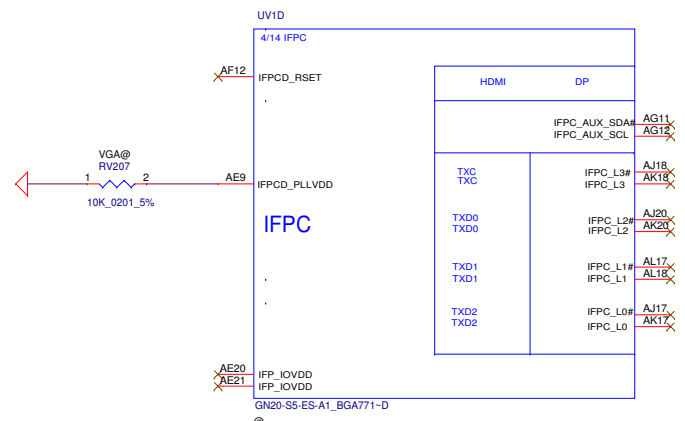 UV1D
4/14 IFPC
AF12
IFPCD_RSET
HDMI DP
IFPC_AUX_SDA# AG11
IFPC_AUX_SCL AG12
VGA@
RV207
1 2
10K_0201_5%
AE9
IFPCD_PLLVDD
IFPC
TXC IFPC_L3# AJ18
TXC IFPC_L3 AK18
TXD0 IFPC_L2# AJ20
TXD0 IFPC_L2 AK20
TXD1 IFPC_L1# AL17
TXD1 IFPC_L1 AL18
TXD2 IFPC_L0# AJ17
TXD2 IFPC_L0 AK17
AE20 IFP_IOVDD
AE21 IFP_IOVDD
GN20-S5-ES-A1_BGA771~D
@